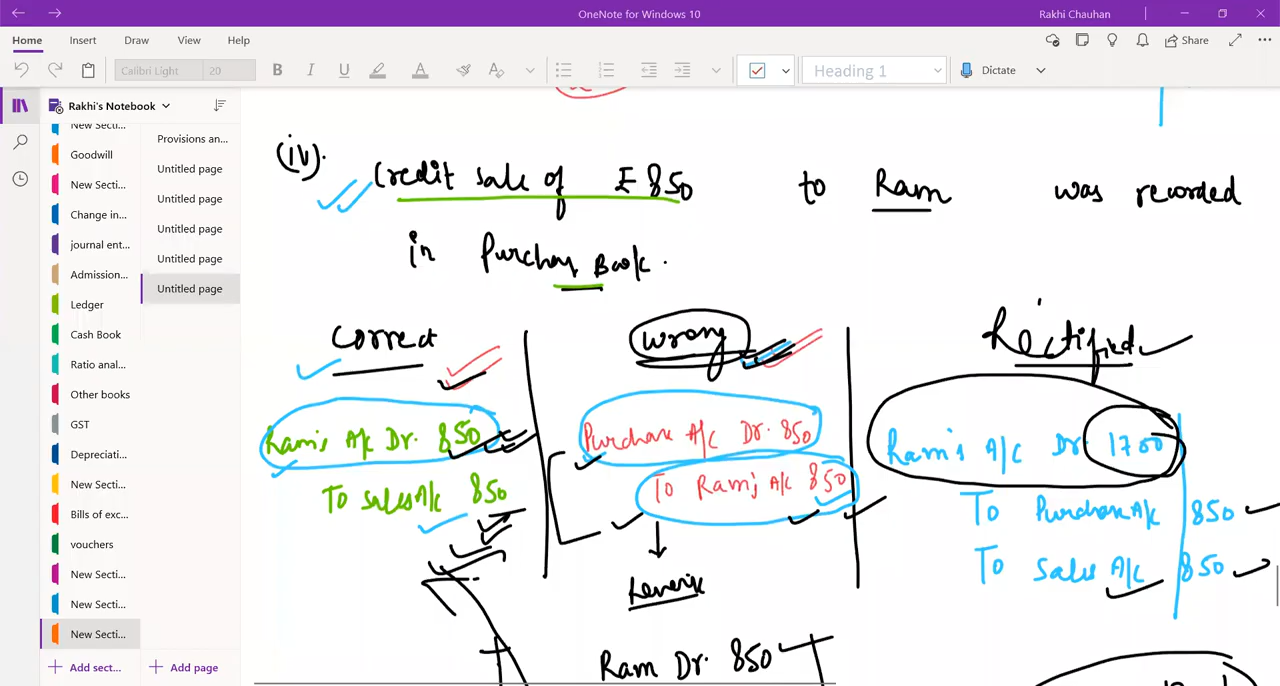 OneNote for Windows 10
Rakhi Chauhan
Home
Insert
Draw
View
Help
Share
Calibri Light
20
B
I
U
A
Heading 1
Dictate
Rakhi's Notebook
New Secti...
Goodwill
New Secti...
Change in...
journal ent...
Admission...
Ledger
Cash Book
Ratio anal...
Other books
GST
Depreciati...
New Secti...
Bills of exc...
vouchers
New Secti...
New Secti...
New Secti...
Add sect...
Provisions an...
Untitled page
Untitled page
Untitled page
Untitled page
Untitled page
Add page
(iv). Credit sale of £ 850 to Ram was recorded
in Purchas Book.
Correct
Ram's A/c Dr. 850
To Sales A/c 850
Wrong
Purchase A/c Dr. 850
To Ram's A/c 850
Reverse
Ram Dr. 850
Rectified
Ram's A/c Dr 1700
To Purchase A/c 850
To Sales A/c 850